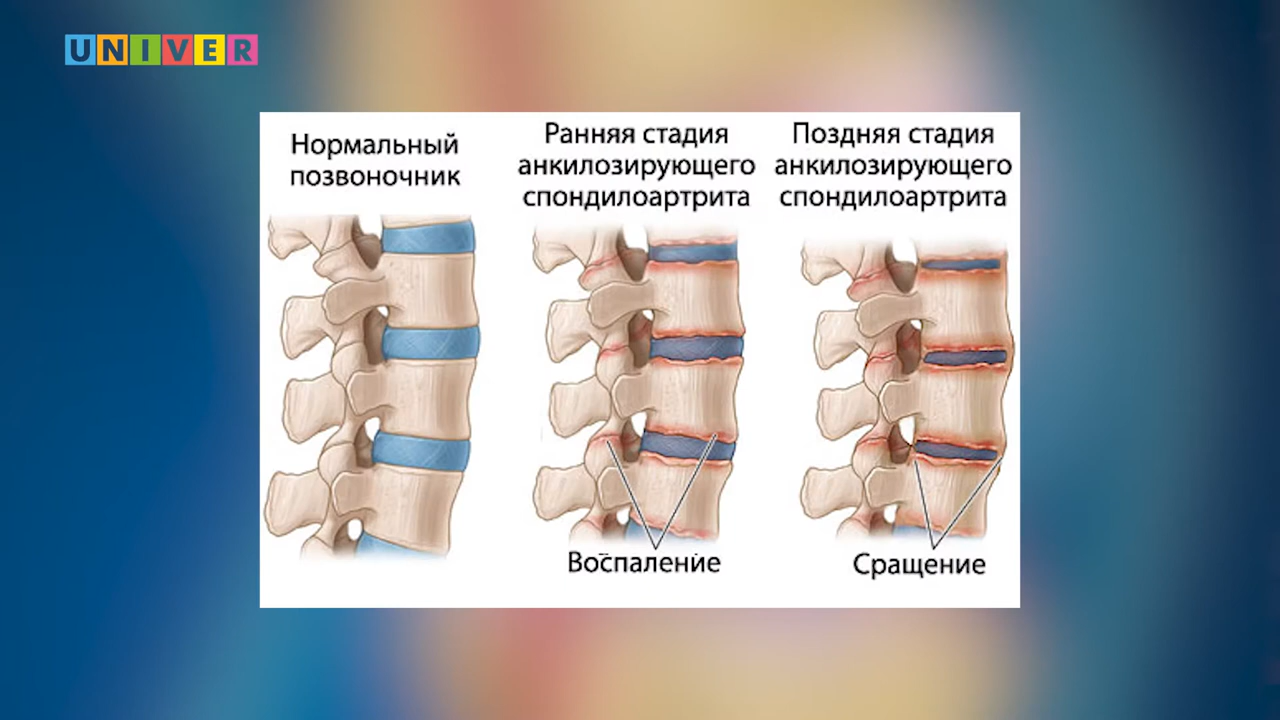 UNIVER
Нормальный
позвоночник
Ранняя стадия
анкилозирующего
спондилоартрита
Поздняя стадия
анкилозирующего
спондилоартрита
Воспаление
Сращение